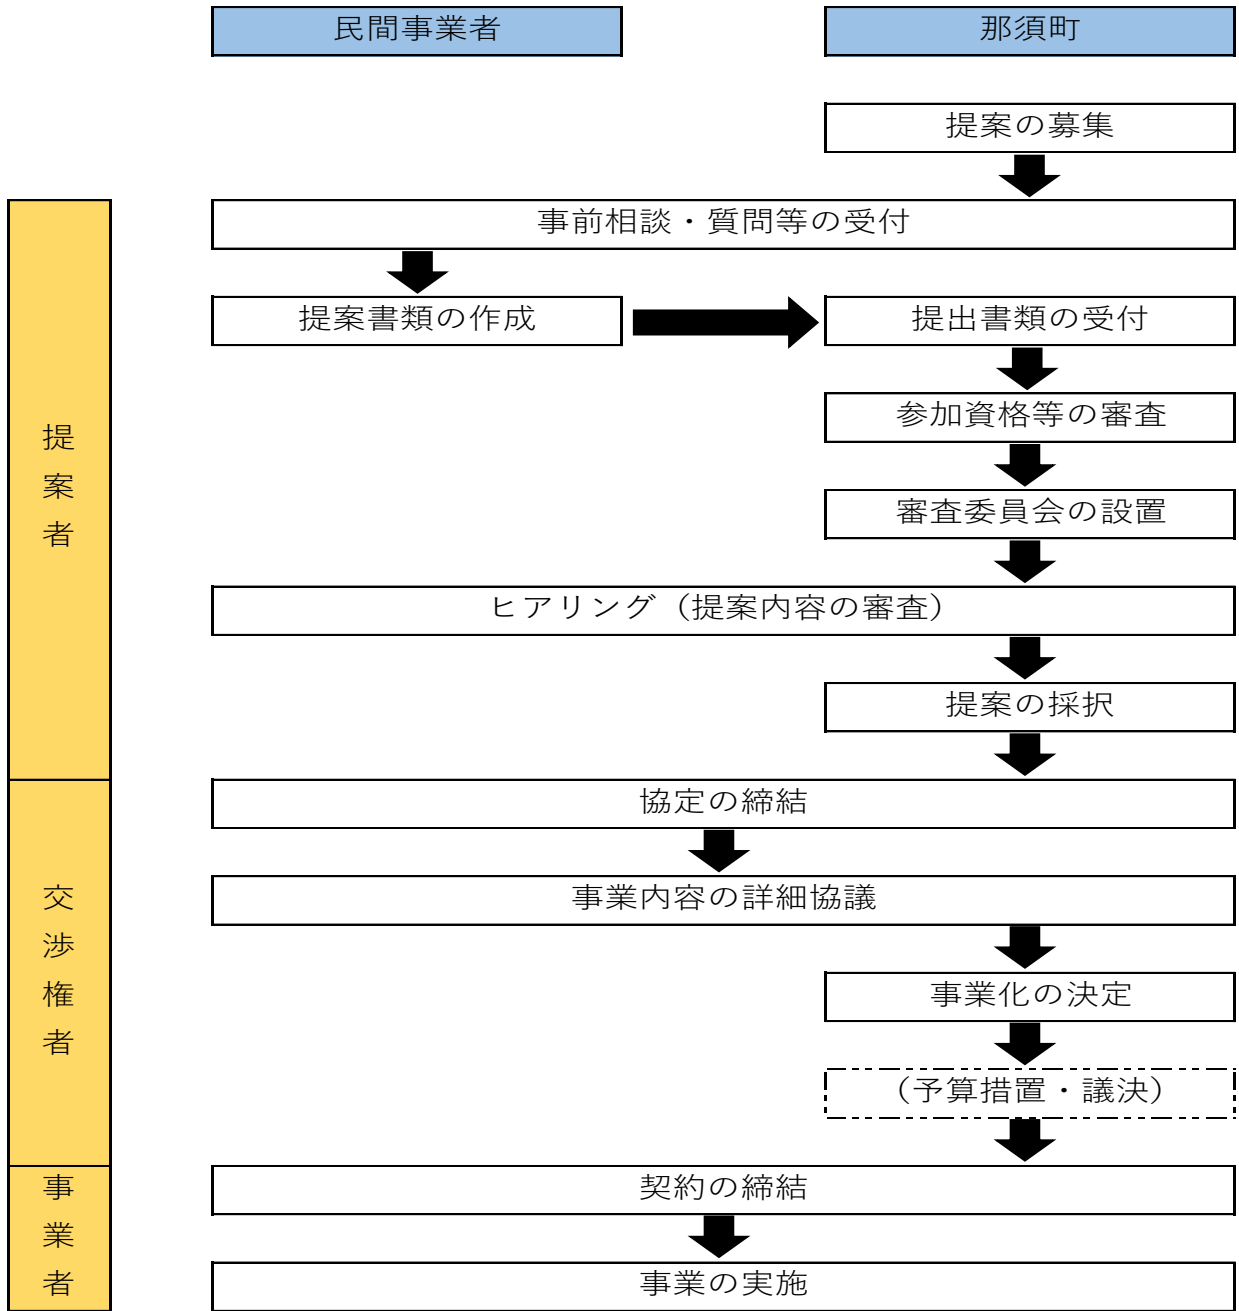 民間事業者
那須町
提案の募集
事前相談・質問等の受付
提案書類の作成
提出書類の受付
参加資格等の審査
提案者
審査委員会の設置
ヒアリング（提案内容の審査）
提案の採択
協定の締結
事業内容の詳細協議
交渉権者
事業化の決定
（予算措置・議決）
契約の締結
事業者
事業の実施